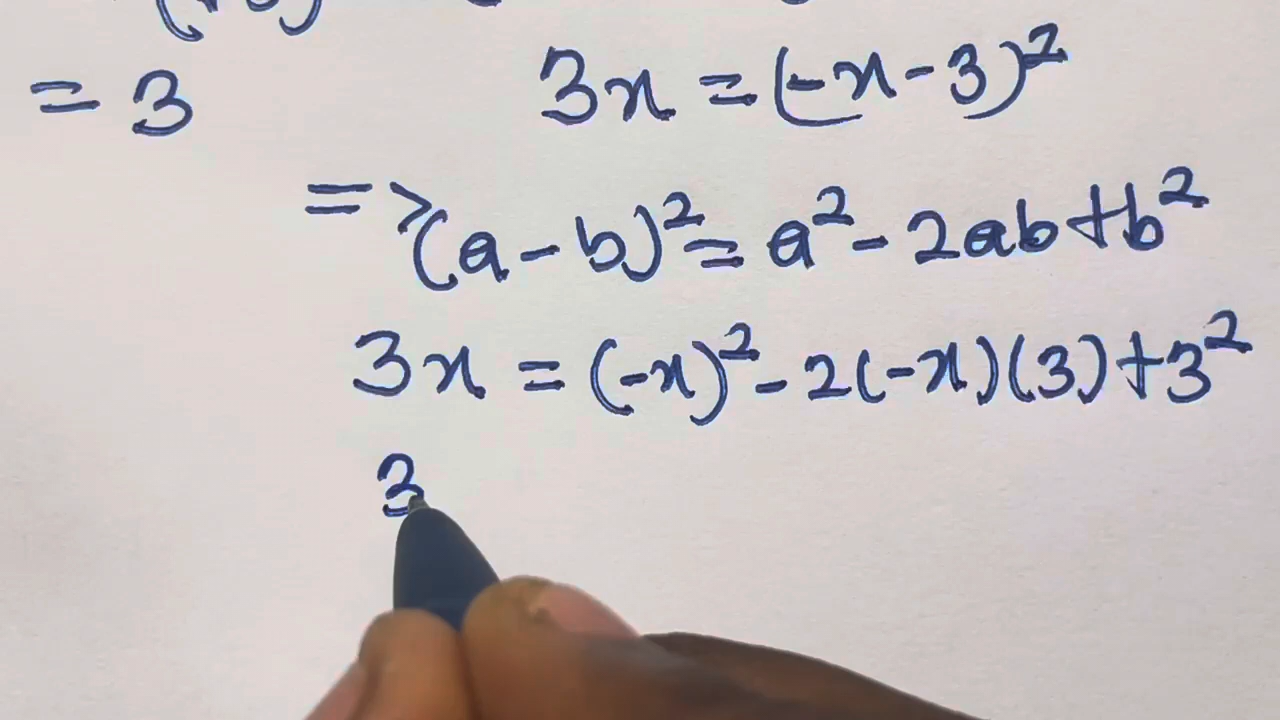 = 3
3x = (-x-3)²
=> (a-b)² = a² - 2ab + b²
3x = (-x)² - 2(-x)(3) + 3²
3